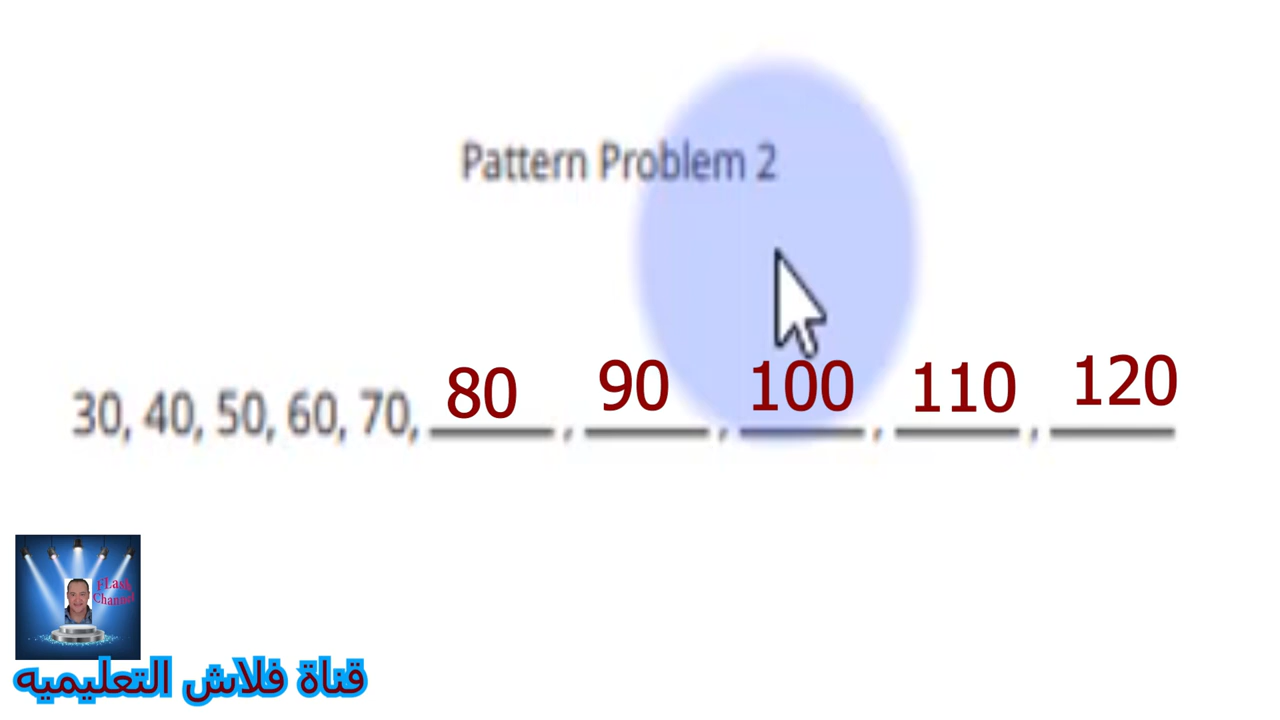 Pattern Problem 2
30, 40, 50, 60, 70, 80, 90, 100, 110, 120
FLash
Channel
قناة فلاش التعليميه